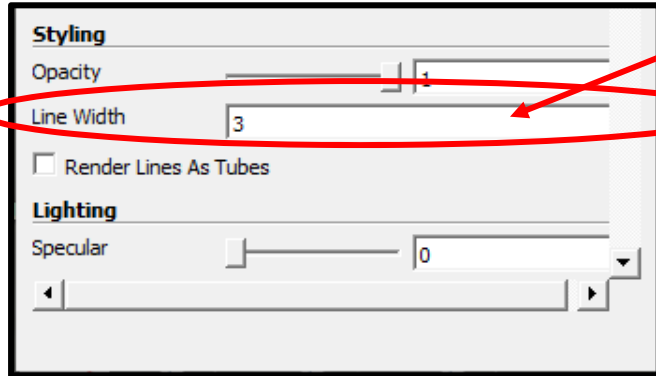 Styling
Opacity 1
Line Width 3
Render Lines As Tubes
Lighting
Specular 0